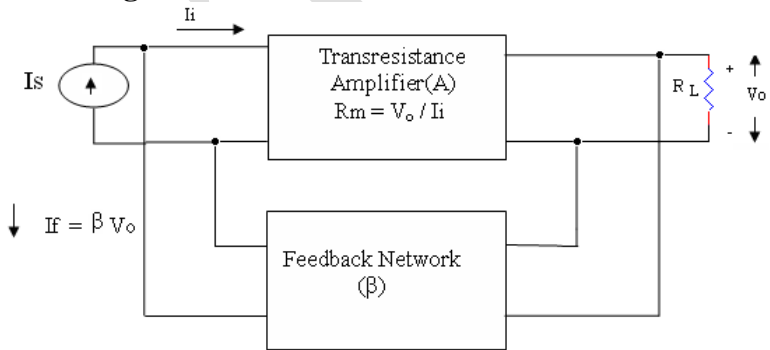 Ii
Is
Transresistance
Amplifier(A)
Rm = Vo / Ii
RL
+
Vo
-
If = β Vo
Feedback Network
(β)